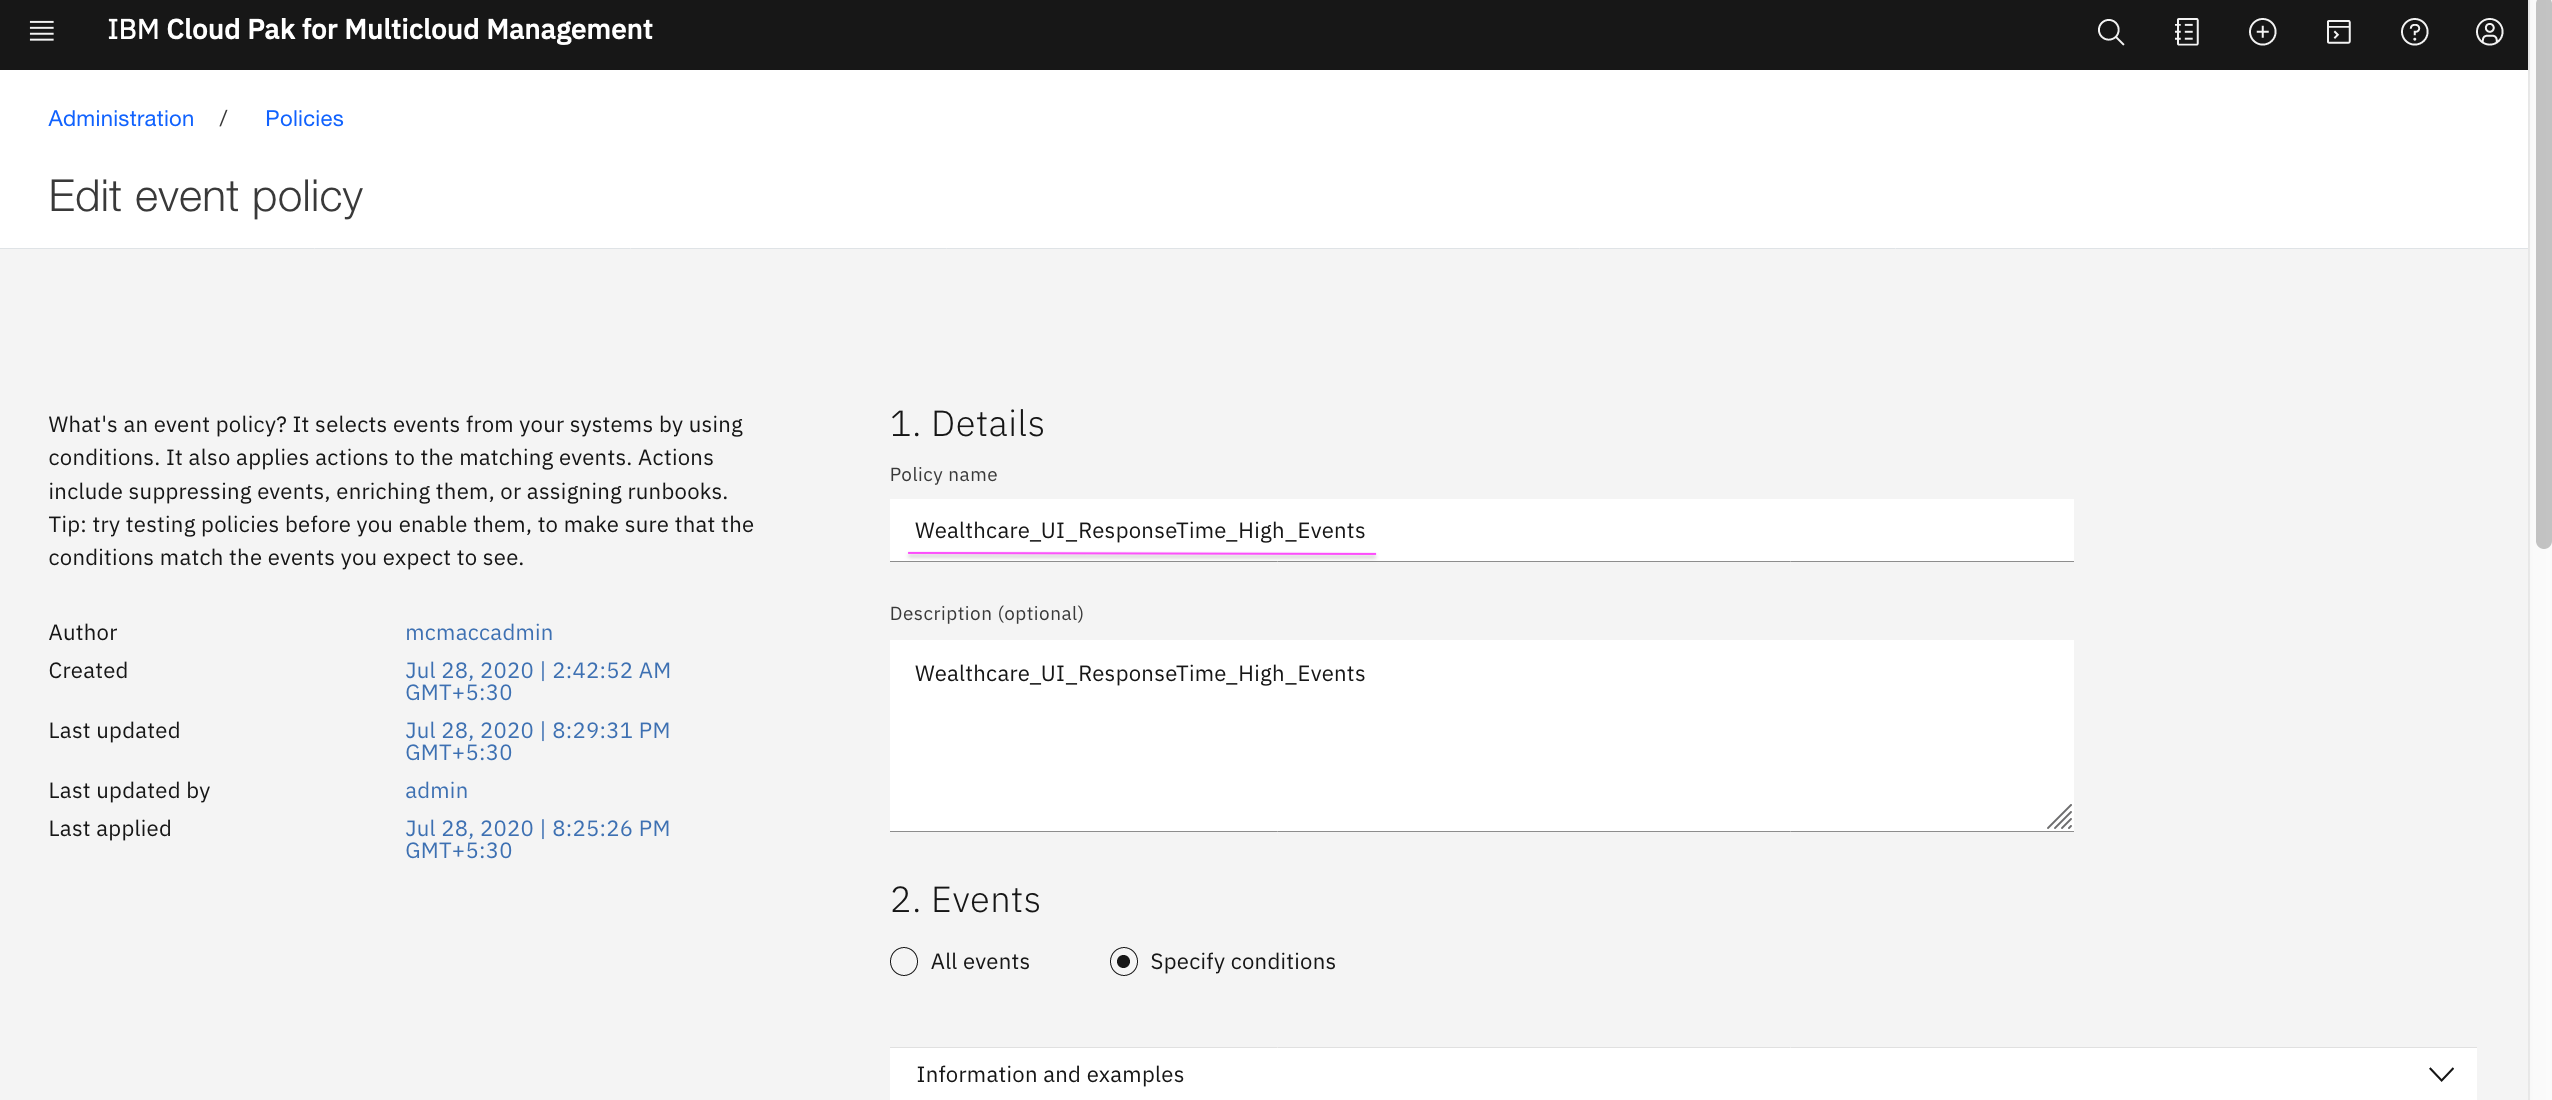 IBM Cloud Pak for Multicloud Management
Administration / Policies
Edit event policy
What's an event policy? It selects events from your systems by using
conditions. It also applies actions to the matching events. Actions
include suppressing events, enriching them, or assigning runbooks.
Tip: try testing policies before you enable them, to make sure that the
conditions match the events you expect to see.
Author mcmaccadmin
Created Jul 28, 2020 | 2:42:52 AM
GMT+5:30
Last updated Jul 28, 2020 | 8:29:31 PM
GMT+5:30
Last updated by admin
Last applied Jul 28, 2020 | 8:25:26 PM
GMT+5:30
1. Details
Policy name
Wealthcare_UI_ResponseTime_High_Events
Description (optional)
Wealthcare_UI_ResponseTime_High_Events
2. Events
All events Specify conditions
Information and examples